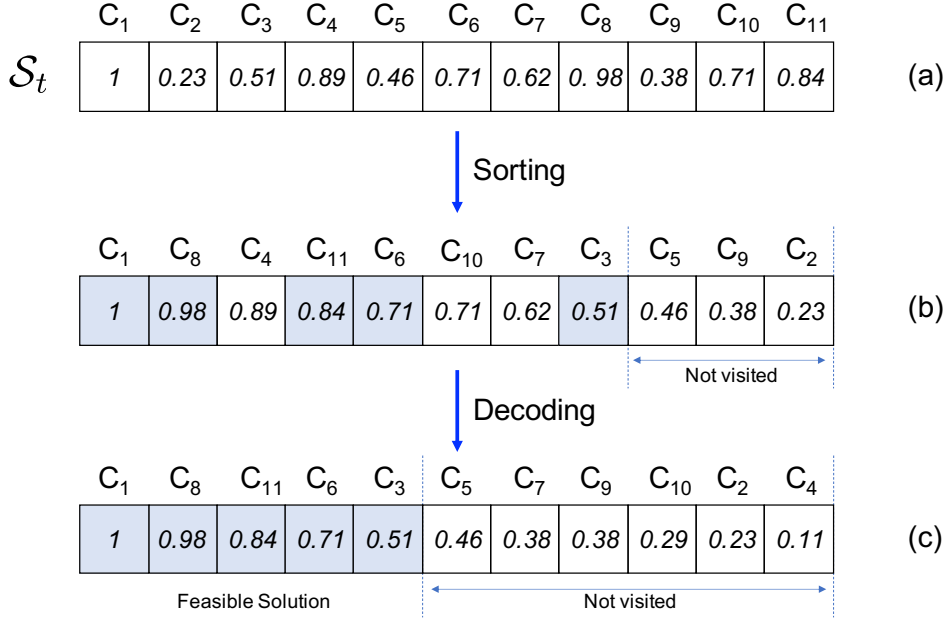 C₁ C₂ C₃ C₄ C₅ C₆ C₇ C₈ C₉ C₁₀ C₁₁
𝒮ₜ 1 0.23 0.51 0.89 0.46 0.71 0.62 0. 98 0.38 0.71 0.84 (a)
Sorting
C₁ C₈ C₄ C₁₁ C₆ C₁₀ C₇ C₃ C₅ C₉ C₂
1 0.98 0.89 0.84 0.71 0.71 0.62 0.51 0.46 0.38 0.23 (b)
Not visited
Decoding
C₁ C₈ C₁₁ C₆ C₃ C₅ C₇ C₉ C₁₀ C₂ C₄
1 0.98 0.84 0.71 0.51 0.46 0.38 0.38 0.29 0.23 0.11 (c)
Feasible Solution Not visited